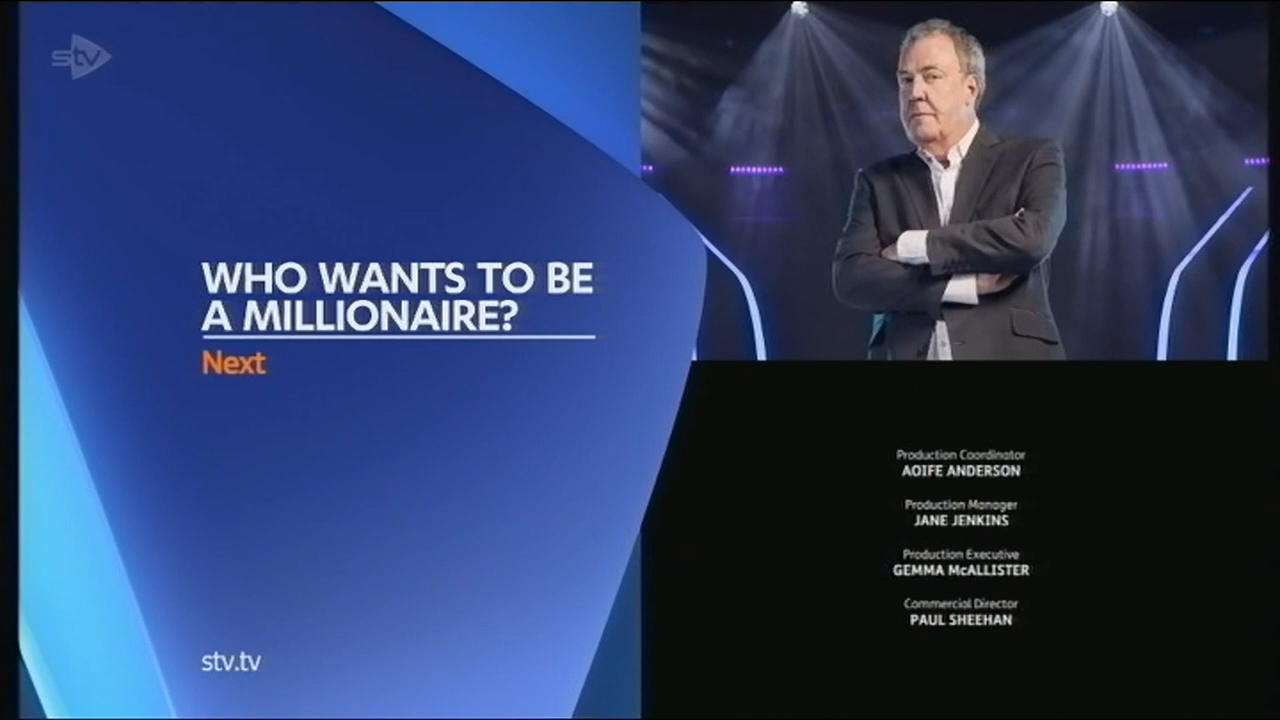 stv
WHO WANTS TO BE
A MILLIONAIRE?
Next
stv.tv
Production Coordinator
AOIFE ANDERSON
Production Manager
JANE JENKINS
Production Executive
GEMMA McALLISTER
Commercial Director
PAUL SHEEHAN